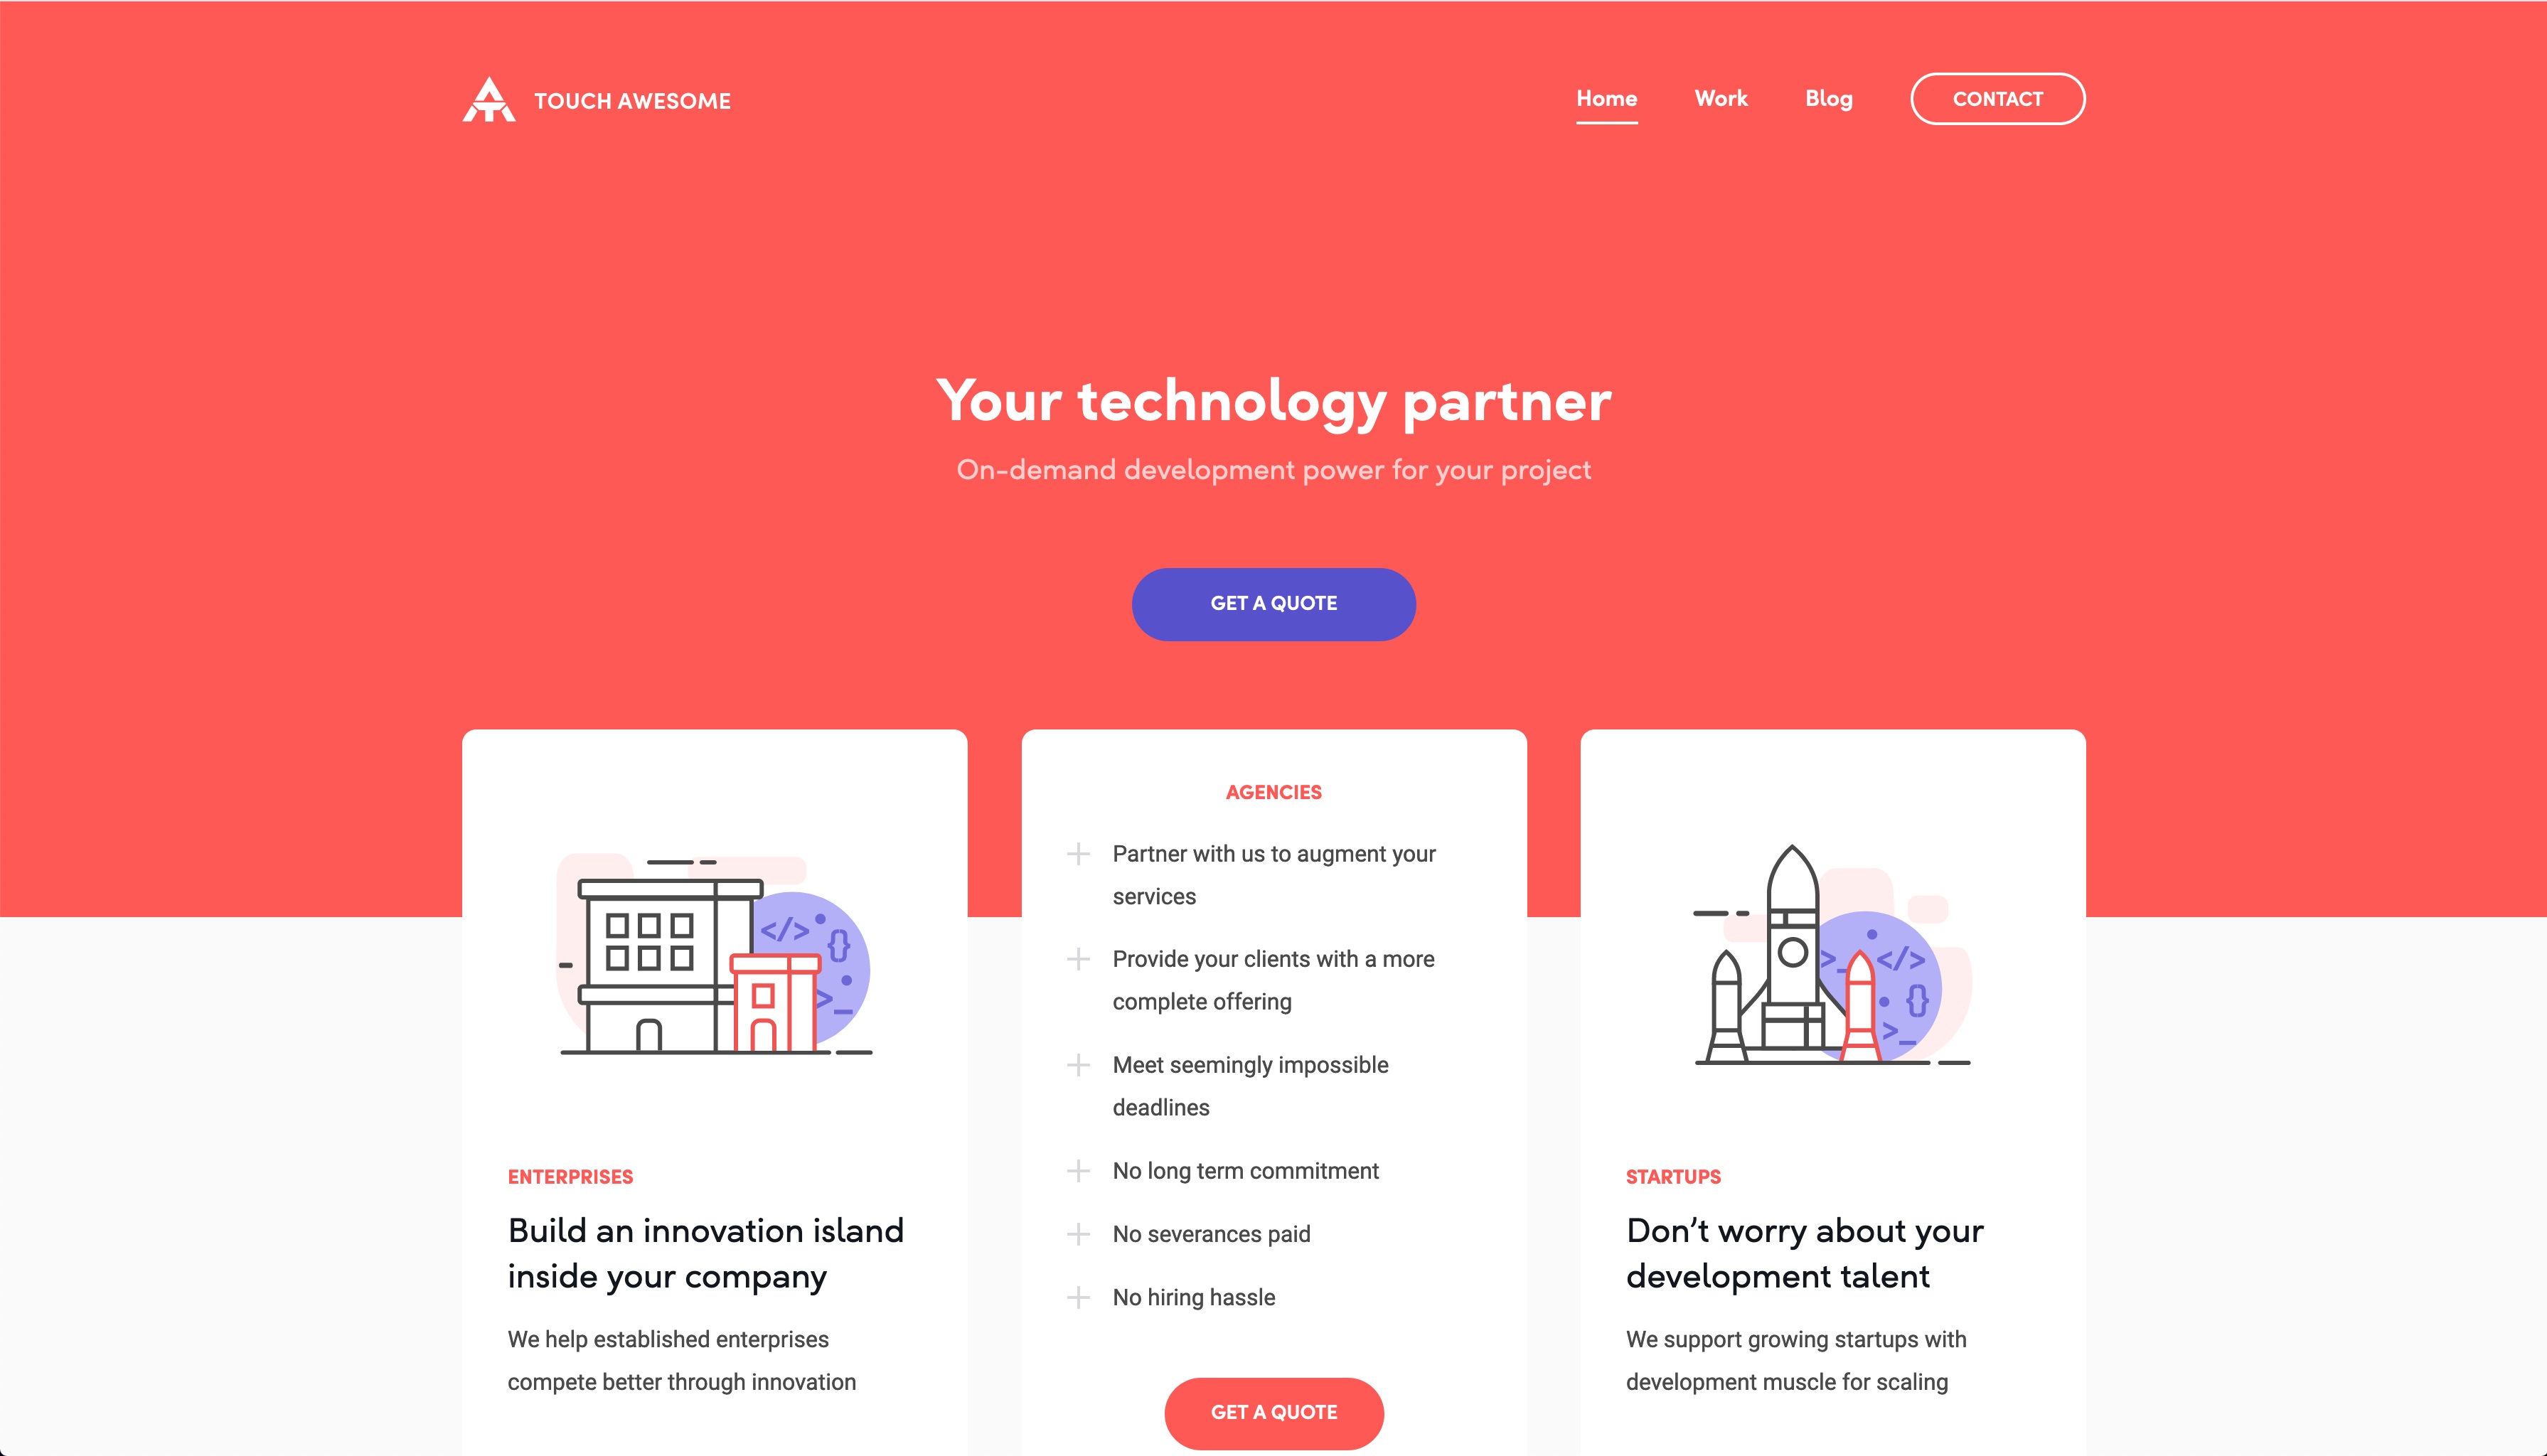 TOUCH AWESOME
Home
Work
Blog
CONTACT
Your technology partner
On-demand development power for your project
GET A QUOTE
</>
{}
>_
ENTERPRISES
Build an innovation island
inside your company
We help established enterprises
compete better through innovation
AGENCIES
Partner with us to augment your
services
Provide your clients with a more
complete offering
Meet seemingly impossible
deadlines
No long term commitment
No severances paid
No hiring hassle
GET A QUOTE
>_
</>
{}
>_
STARTUPS
Don’t worry about your
development talent
We support growing startups with
development muscle for scaling